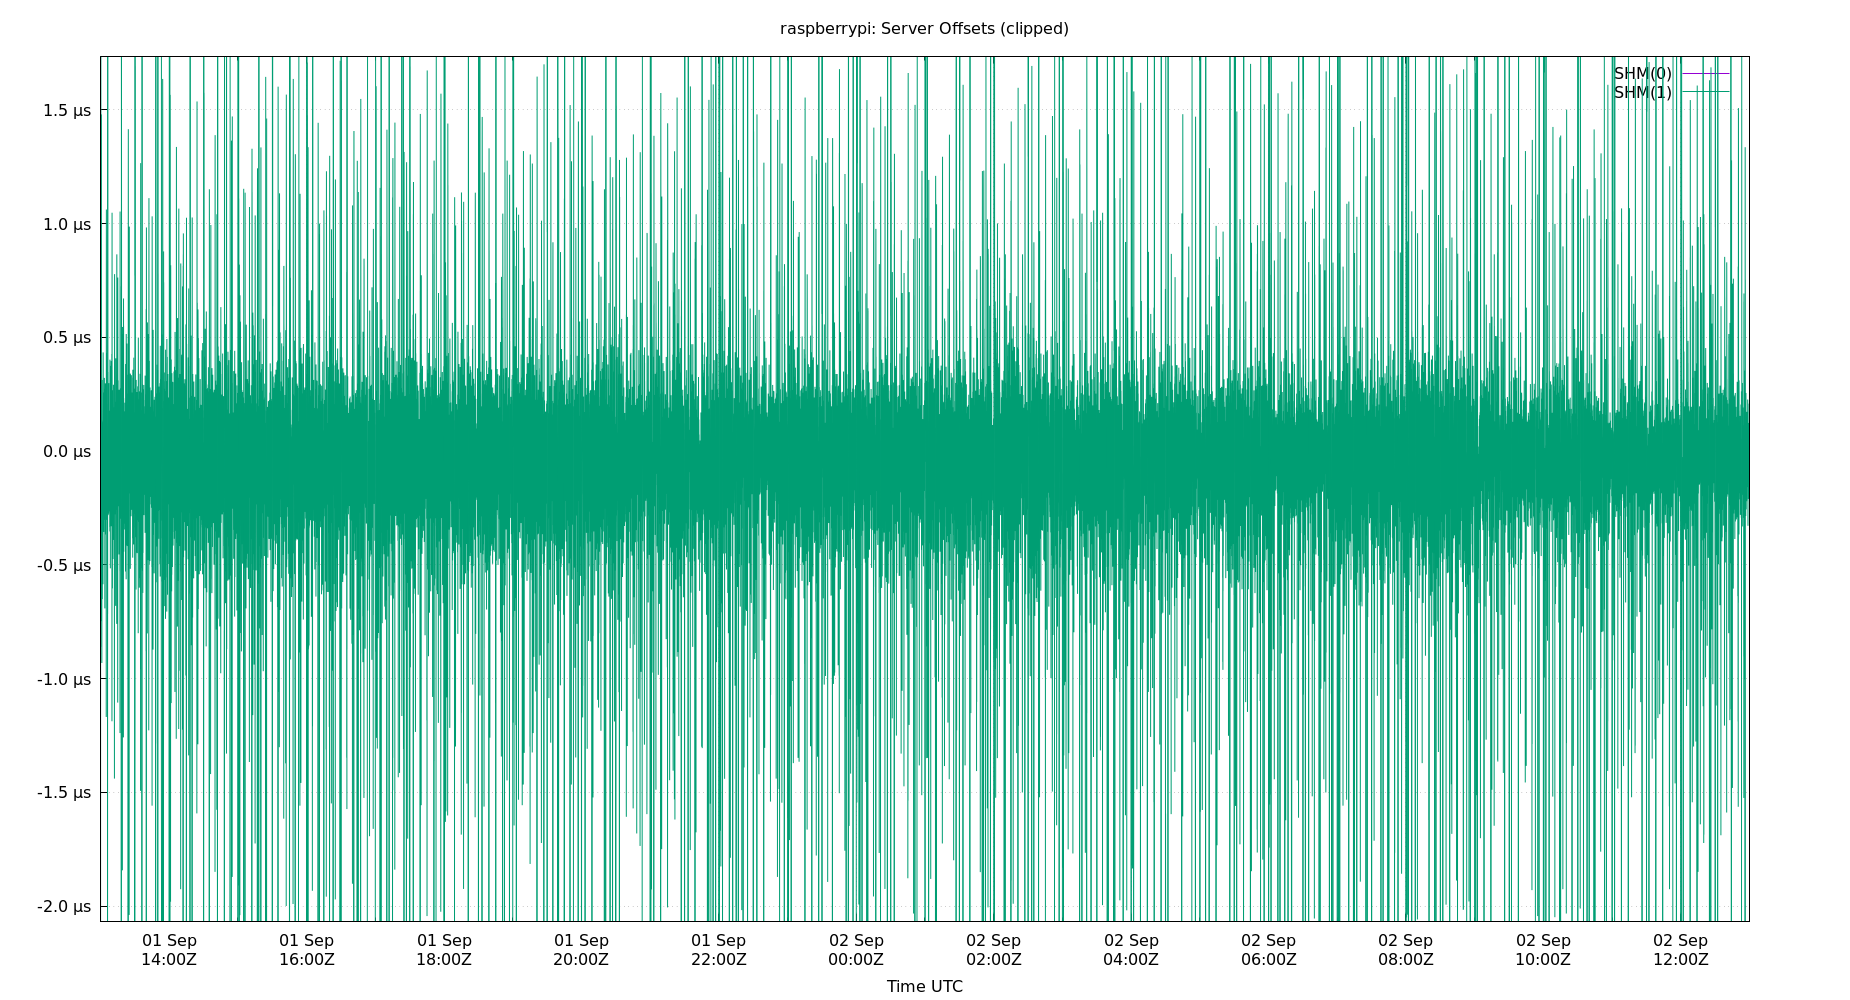 raspberrypi: Server Offsets (clipped)
SHM(0)
SHM(1)
1.5 µs
1.0 µs
0.5 µs
0.0 µs
-0.5 µs
-1.0 µs
-1.5 µs
-2.0 µs
01 Sep 01 Sep 01 Sep 01 Sep 01 Sep 02 Sep 02 Sep 02 Sep 02 Sep 02 Sep 02 Sep 02 Sep
14:00Z 16:00Z 18:00Z 20:00Z 22:00Z 00:00Z 02:00Z 04:00Z 06:00Z 08:00Z 10:00Z 12:00Z
Time UTC